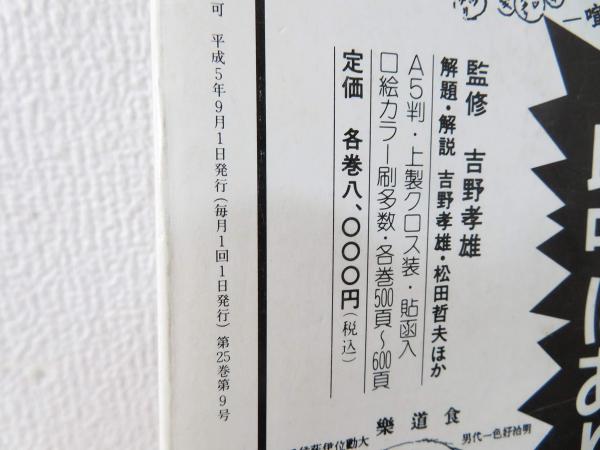 監修 吉野孝雄
解題・解説 吉野孝雄・松田哲夫ほか
A5判・上製クロス装・貼函入
口絵カラー刷多数・各巻500頁〜600頁
定価 各巻八、〇〇〇円(税込)
可 平成5年9月1日発行(毎月1回1日発行)第25巻第9号
樂道食
男代一色好治明